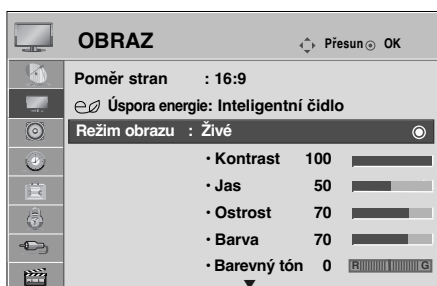 OBRAZ Přesun OK
Poměr stran : 16:9
Úspora energie: Inteligentní čidlo
Režim obrazu : Živé
· Kontrast 100
· Jas 50
· Ostrost 70
· Barva 70
· Barevný tón 0 R G